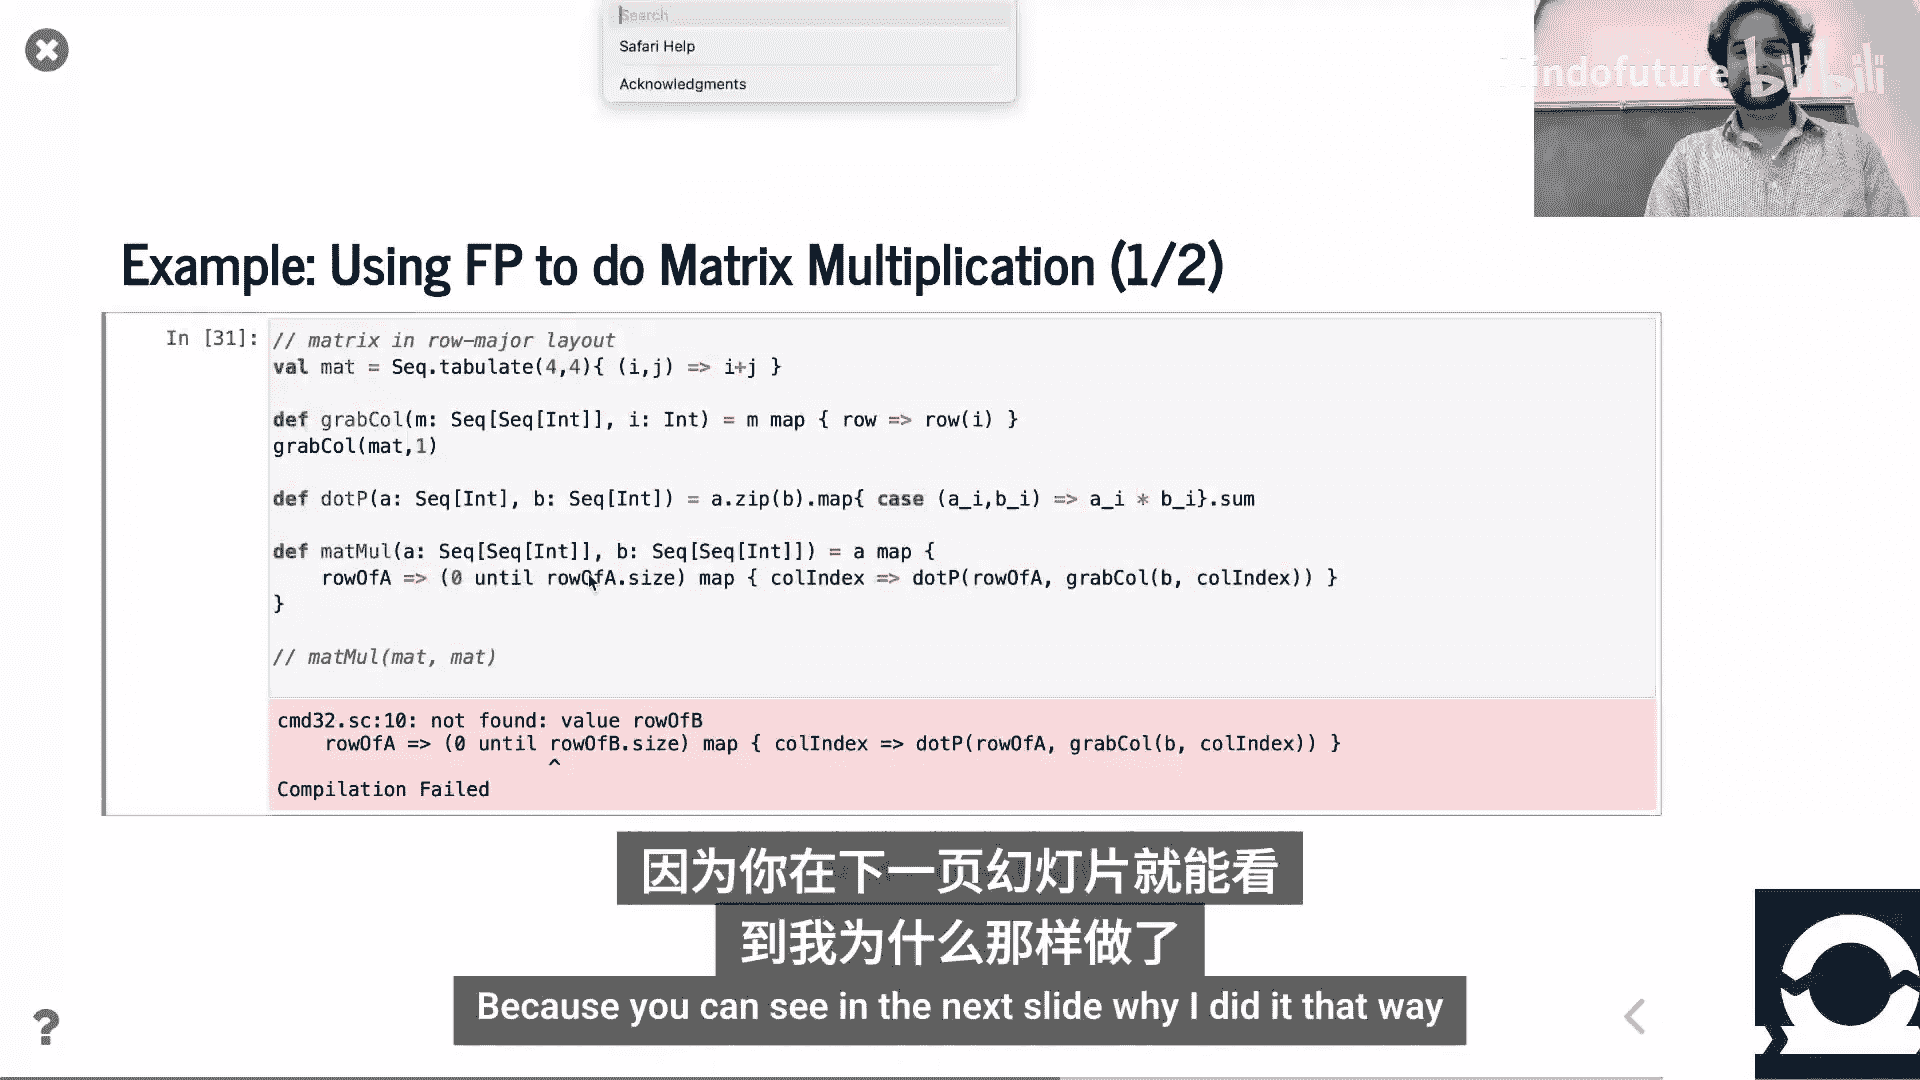 Search
Safari Help
Acknowledgments
indofuture bilibili
Example: Using FP to do Matrix Multiplication (1/2)
In [31]:
// matrix in row-major layout
val mat = Seq.tabulate(4,4){ (i,j) => i+j }
def grabCol(m: Seq[Seq[Int]], i: Int) = m map { row => row(i) }
grabCol(mat,1)
def dotP(a: Seq[Int], b: Seq[Int]) = a.zip(b).map{ case (a_i,b_i) => a_i * b_i}.sum
def matMul(a: Seq[Seq[Int]], b: Seq[Seq[Int]]) = a map {
    rowOfA => (0 until rowOfA.size) map { colIndex => dotP(rowOfA, grabCol(b, colIndex)) }
}
// matMul(mat, mat)
cmd32.sc:10: not found: value rowOfB
    rowOfA => (0 until rowOfB.size) map { colIndex => dotP(rowOfA, grabCol(b, colIndex)) }
                       ^
Compilation Failed
因为你在下一页幻灯片就能看
到我为什么那样做了
Because you can see in the next slide why I did it that way
?